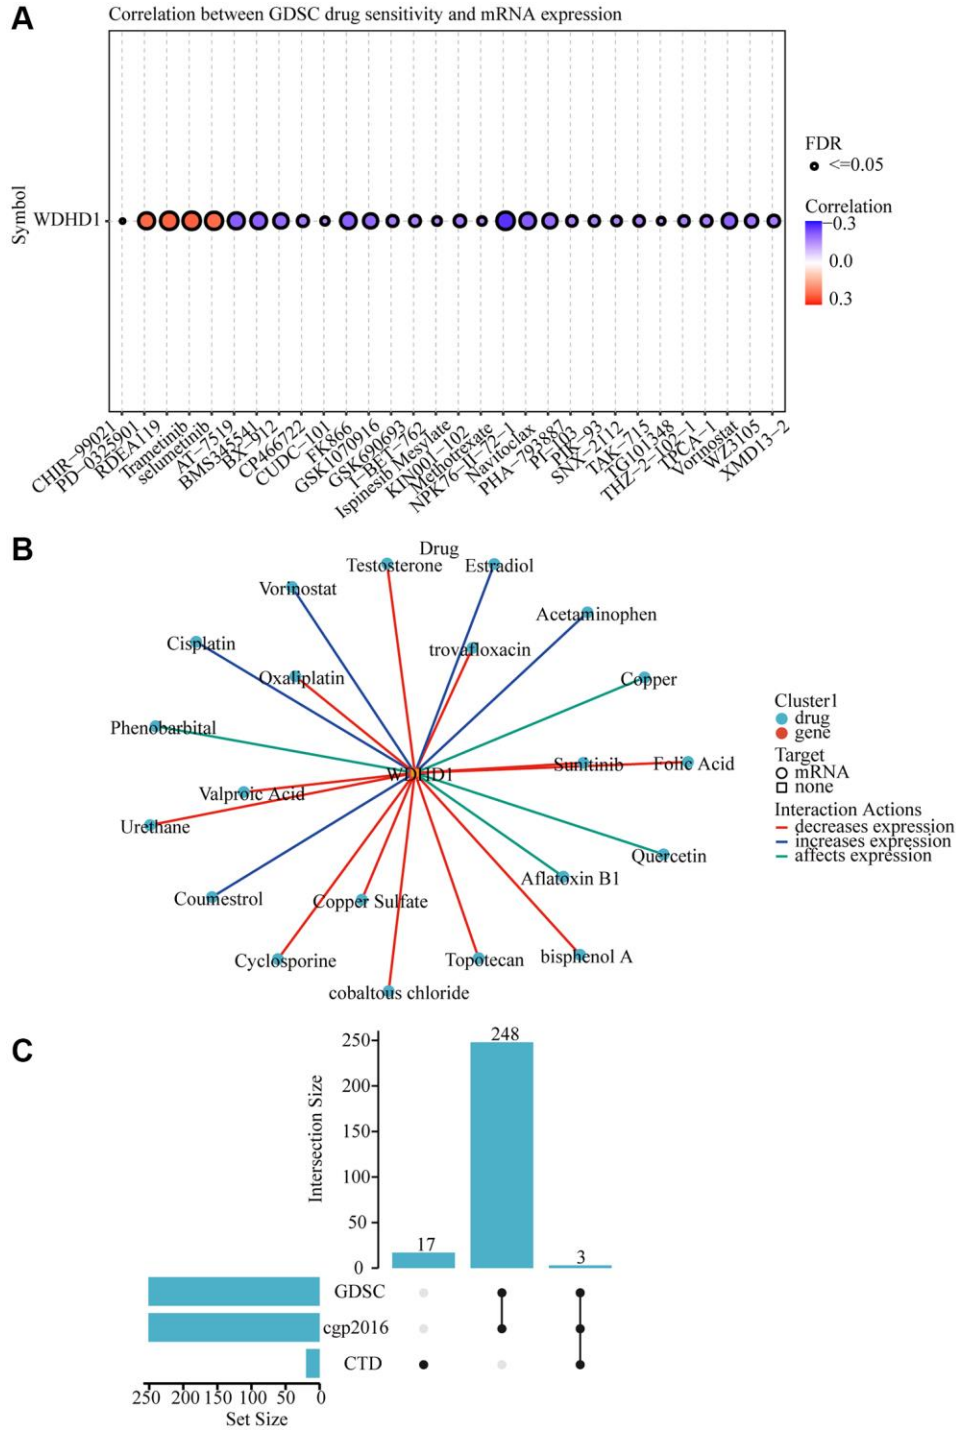 A
Correlation between GDSC drug sensitivity and mRNA expression
Symbol
WDHD1
FDR
<=0.05
Correlation
−0.3
0.0
0.3
CHIR−99021
PD−0325901
RDEA119
Trametinib
selumetinib
AT−7519
BMS345541
BX−912
CP466722
CUDC−101
FK866
GSK1070916
GSK690693
I−BET−762
Ispinesib Mesylate
KIN001−102
Methotrexate
NPK76−II−72−1
Navitoclax
PHA−793887
PI−103
PIK−93
SNX−2112
TAK−715
TG101348
THZ−2−102−1
TPCA−1
Vorinostat
WZ3105
XMD13−2
B
Drug
Testosterone
Estradiol
Vorinostat
Acetaminophen
Cisplatin
trovafloxacin
Oxaliplatin
Copper
Phenobarbital
WDHD1
Sunitinib
Folic Acid
Valproic Acid
Urethane
Quercetin
Aflatoxin B1
Coumestrol
Copper Sulfate
Cyclosporine
Topotecan
bisphenol A
cobaltous chloride
Cluster1
drug
gene
Target
mRNA
none
Interaction Actions
decreases expression
increases expression
affects expression
C
Intersection Size
250
200
150
100
50
0
17
248
3
GDSC
cgp2016
CTD
250 200 150 100 50 0
Set Size